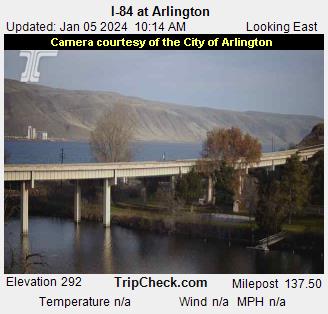 I-84 at Arlington
Updated: Jan 05 2024 10:14 AM Looking East
Camera courtesy of the City of Arlington
Elevation 292 TripCheck.com Milepost 137.50
Temperature n/a Wind n/a MPH n/a